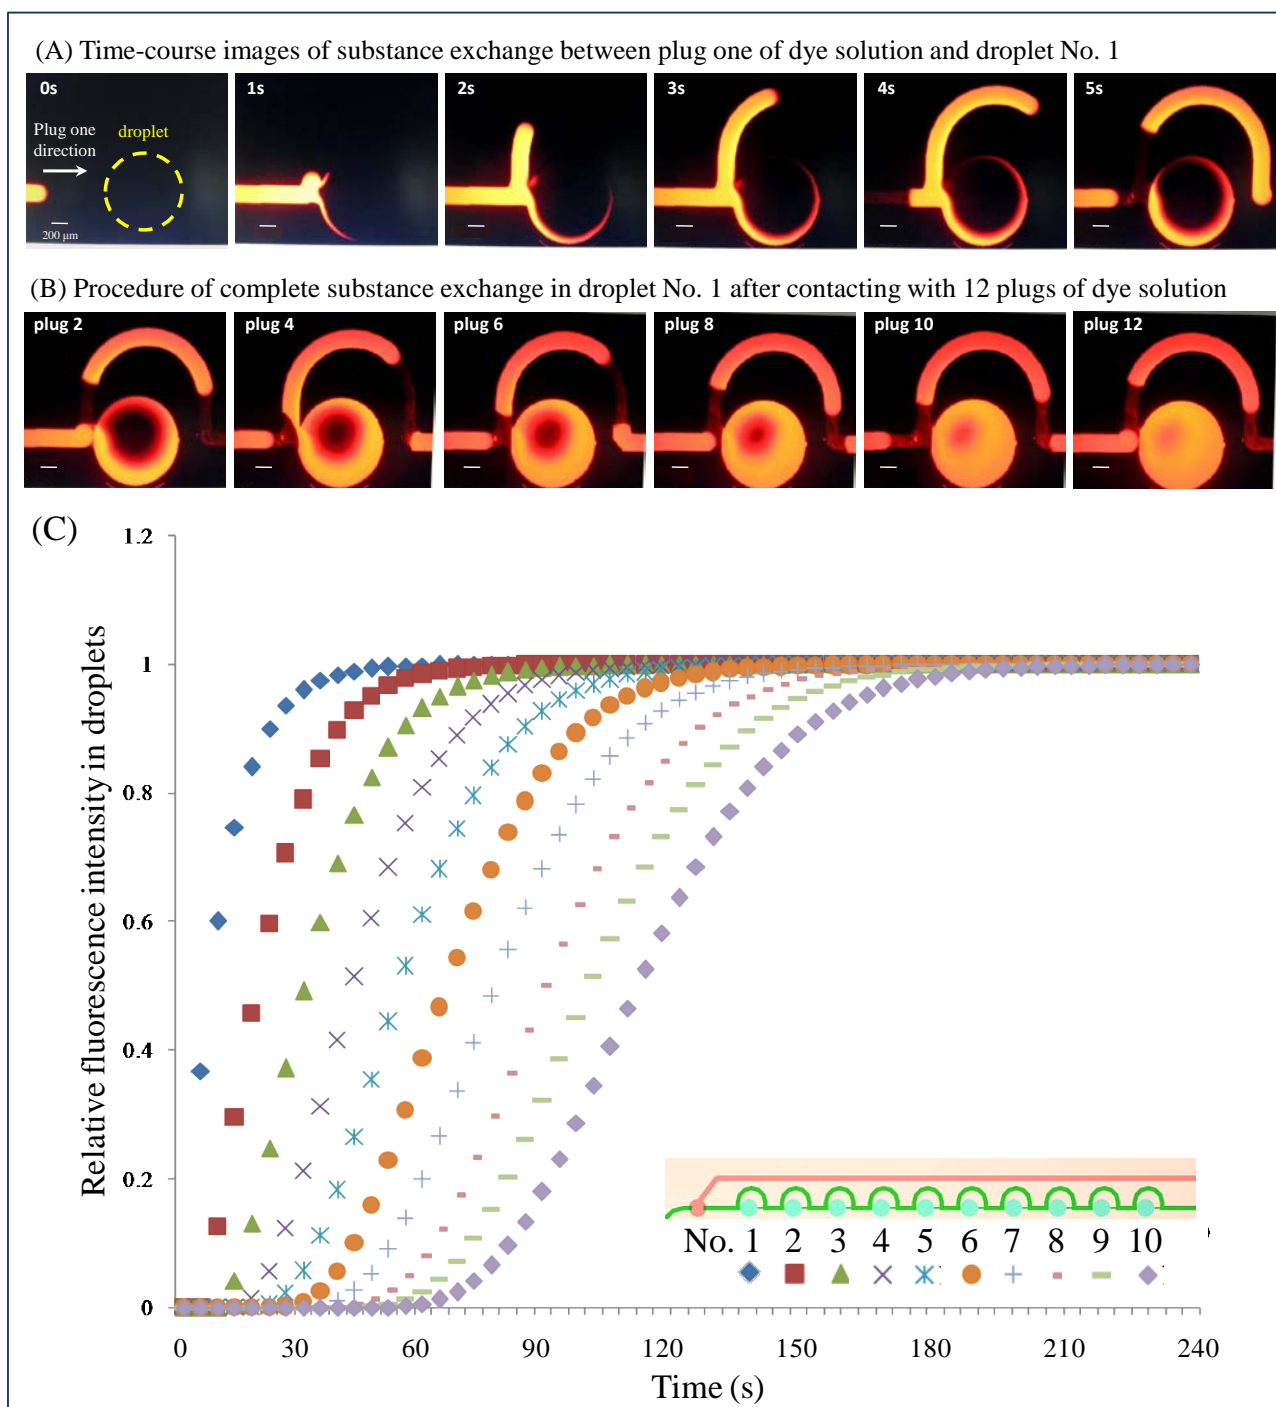 (A) Time-course images of substance exchange between plug one of dye solution and droplet No. 1
0s 1s 2s 3s 4s 5s
Plug one
direction
droplet
200 μm
(B) Procedure of complete substance exchange in droplet No. 1 after contacting with 12 plugs of dye solution
plug 2 plug 4 plug 6 plug 8 plug 10 plug 12
(C)
Relative fluorescence intensity in droplets
1.2
1
0.8
0.6
0.4
0.2
0
No. 1 2 3 4 5 6 7 8 9 10
0 30 60 90 120 150 180 210 240
Time (s)